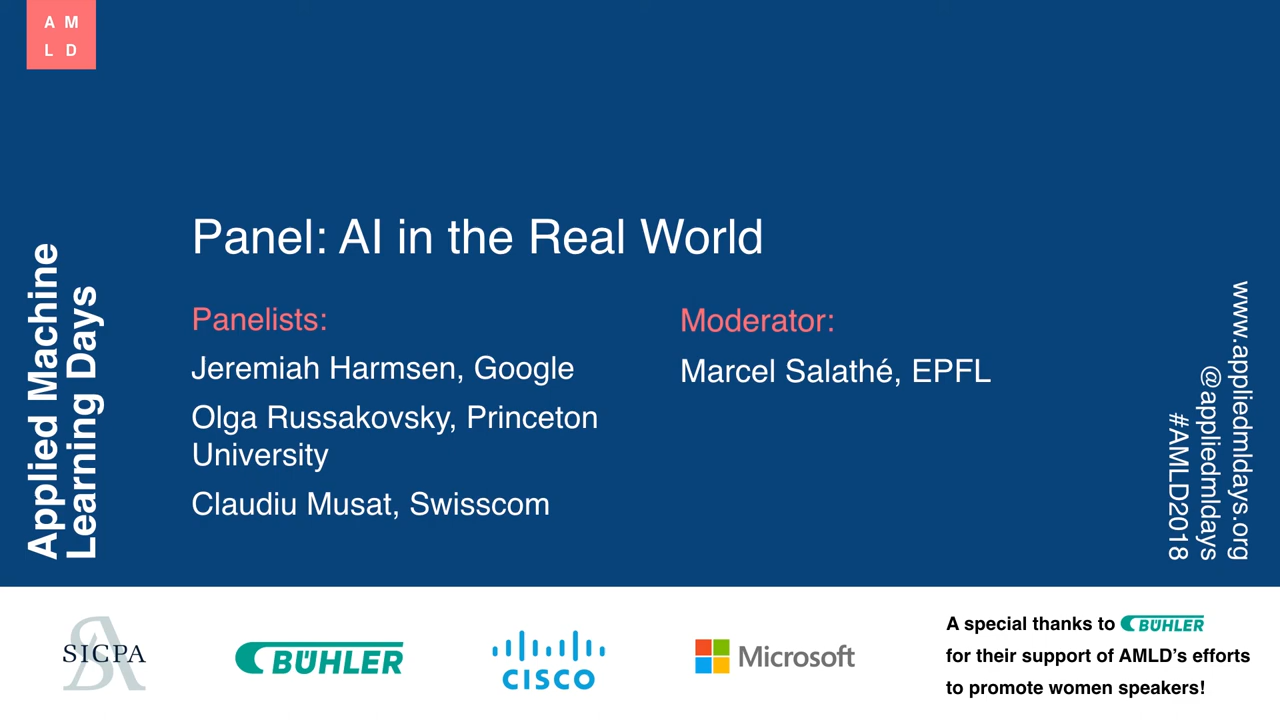 A M
L D
Applied Machine
Learning Days
Panel: AI in the Real World
Panelists:
Jeremiah Harmsen, Google
Olga Russakovsky, Princeton
University
Claudiu Musat, Swisscom
Moderator:
Marcel Salathé, EPFL
www.appliedmldays.org
@appliedmldays
#AMLD2018
SICPA
BÜHLER
CISCO
Microsoft
A special thanks to BÜHLER
for their support of AMLD’s efforts
to promote women speakers!